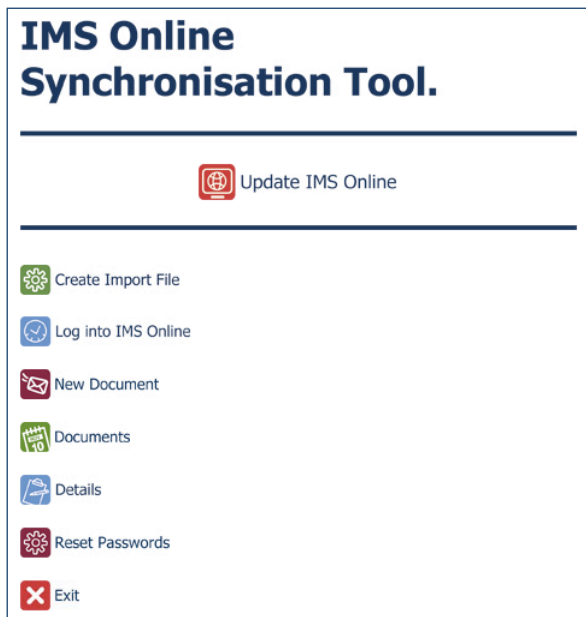 IMS Online
Synchronisation Tool.
Update IMS Online
Create Import File
Log into IMS Online
New Document
10
Documents
Details
Reset Passwords
Exit